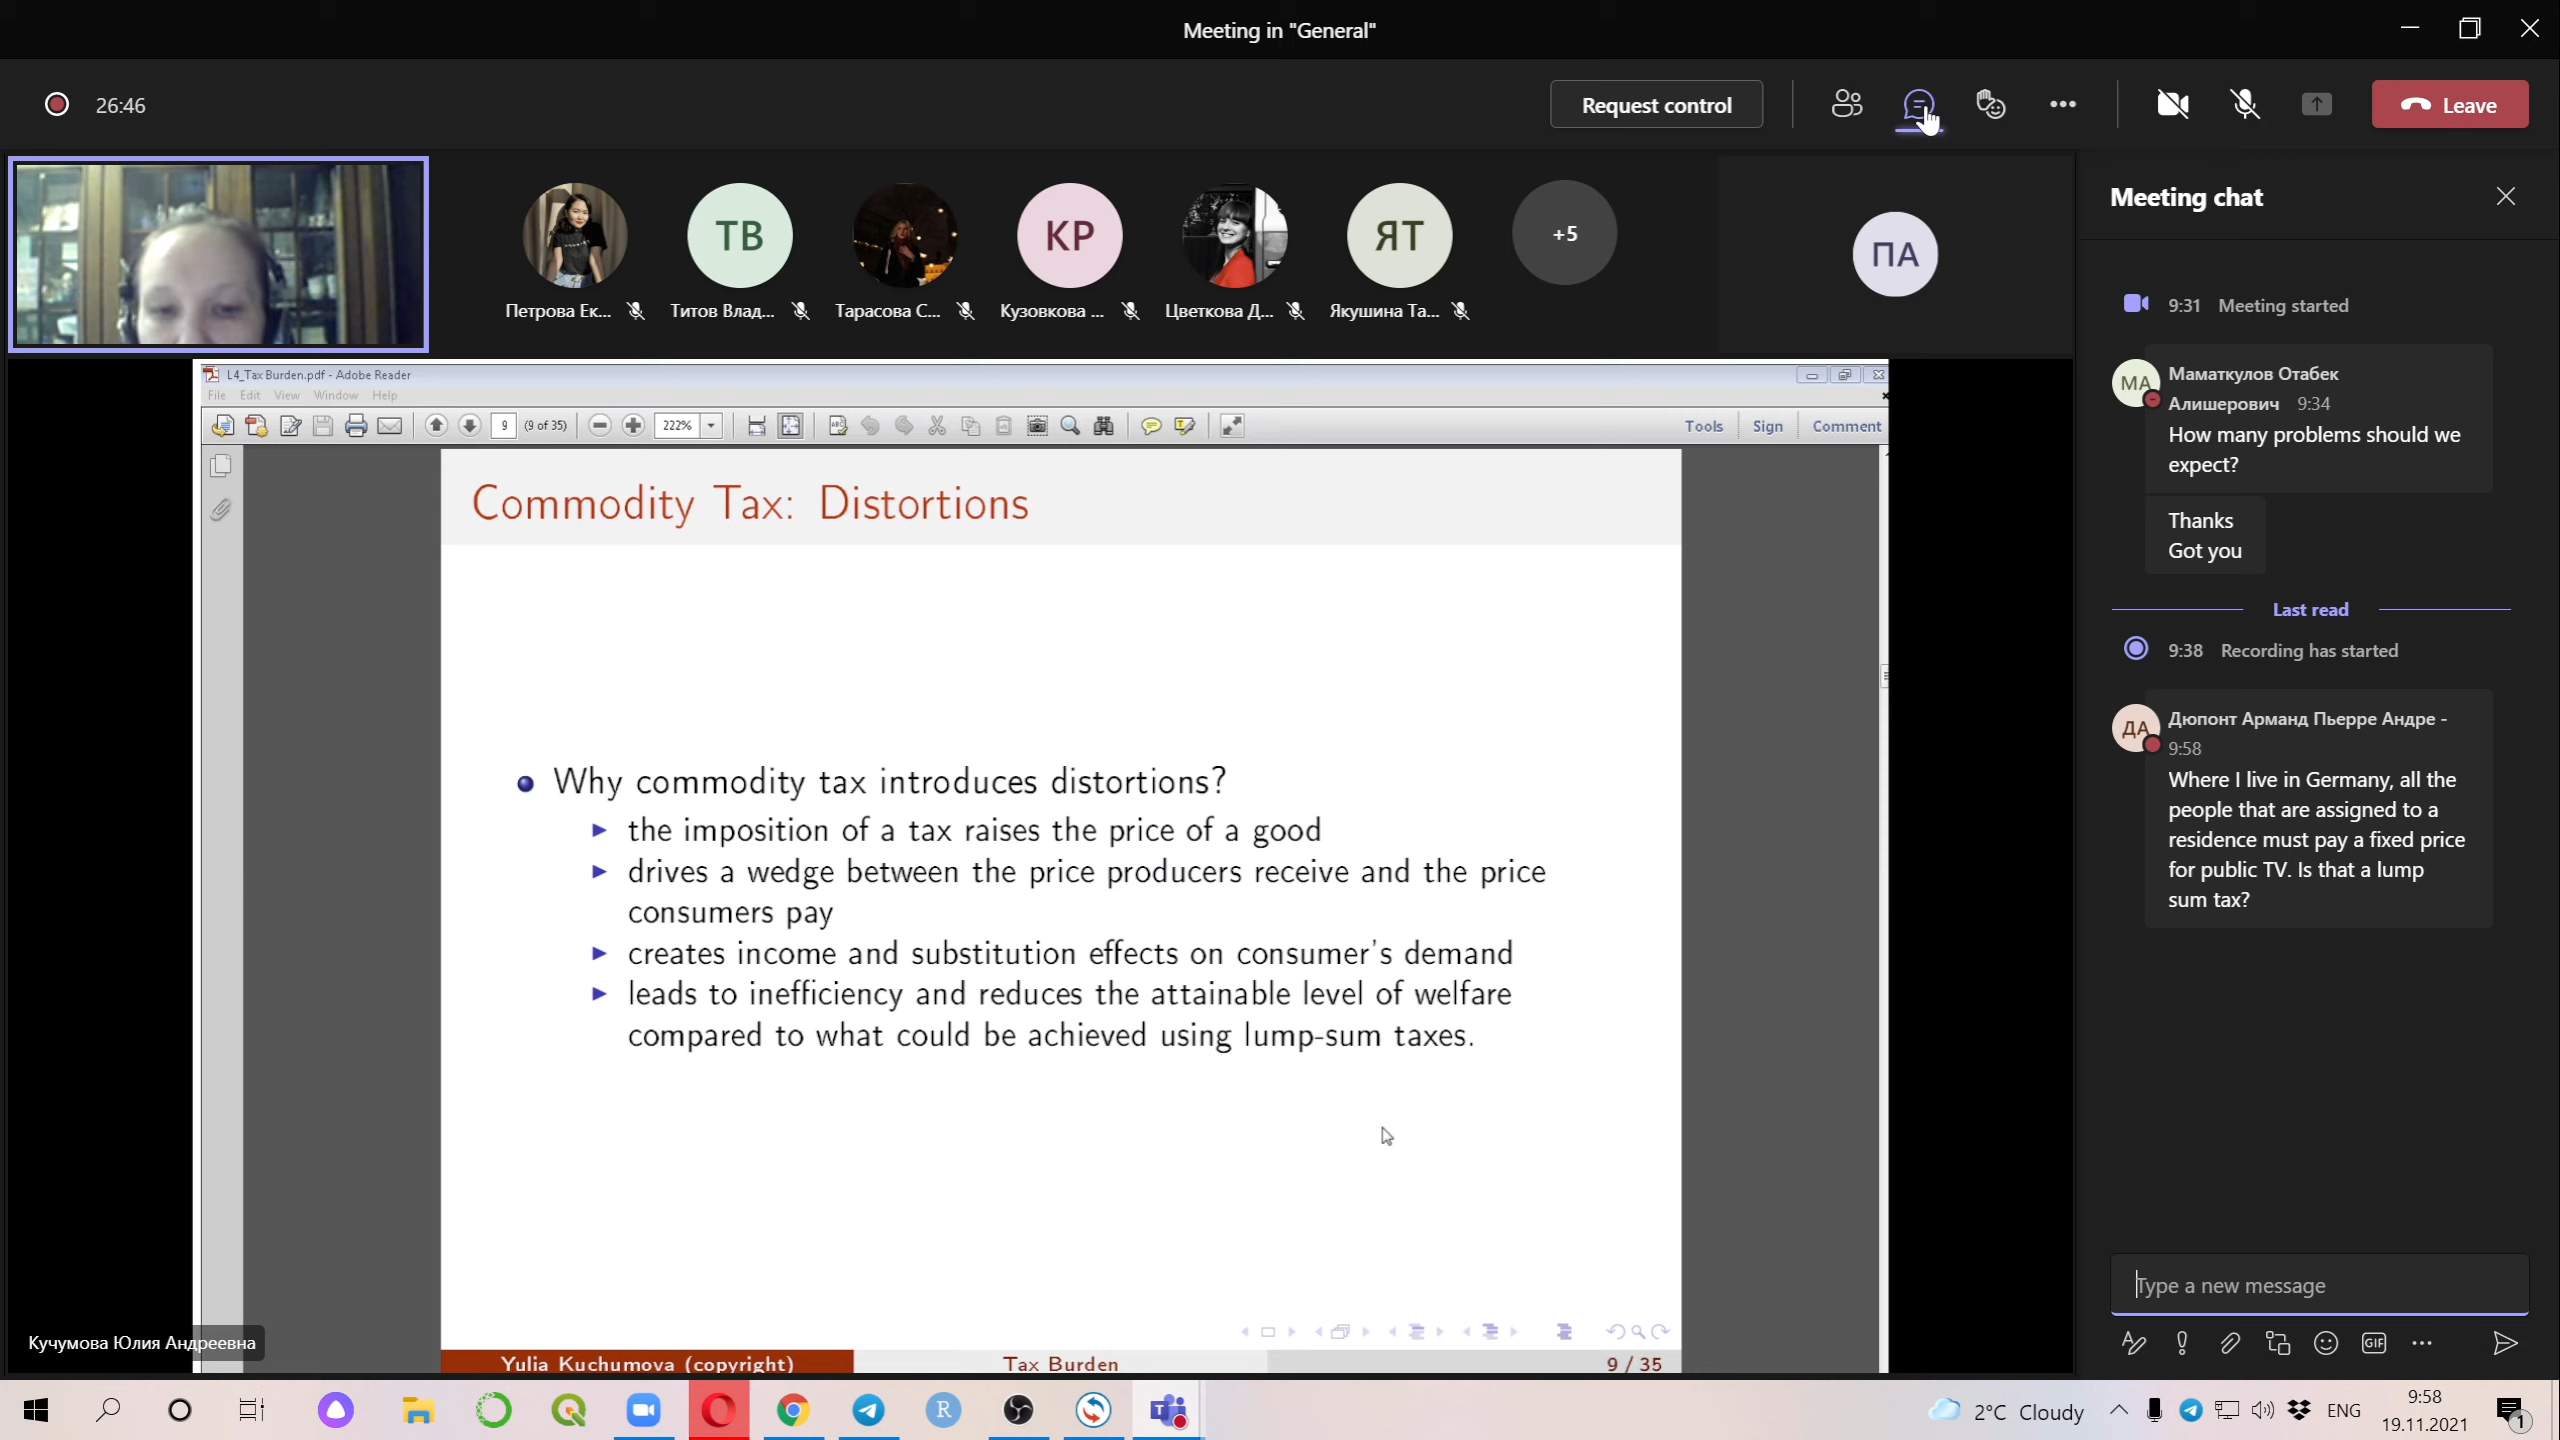 Meeting in "General"
26:46
Request control
Leave
TB
KP
ЯТ
+5
ПА
Петрова Ек...
Титов Влад...
Тарасова С...
Кузовкова ...
Цветкова Д...
Якушина Та...
L4_Tax Burden.pdf - Adobe Reader
File Edit View Window Help
9 (9 of 35) 222%
Tools Sign Comment
Commodity Tax: Distortions
Why commodity tax introduces distortions?
the imposition of a tax raises the price of a good
drives a wedge between the price producers receive and the price
consumers pay
creates income and substitution effects on consumer's demand
leads to inefficiency and reduces the attainable level of welfare
compared to what could be achieved using lump-sum taxes.
Yulia Kuchumova (copyright) Tax Burden 9 / 35
Кучумова Юлия Андреевна
Meeting chat
9:31 Meeting started
МА
Маматкулов Отабек
Алишерович 9:34
How many problems should we
expect?
Thanks
Got you
Last read
9:38 Recording has started
ДА
Дюпонт Арманд Пьерре Андре -
9:58
Where I live in Germany, all the
people that are assigned to a
residence must pay a fixed price
for public TV. Is that a lump
sum tax?
Type a new message
GIF
R
T
2°C Cloudy
ENG
9:58
19.11.2021
1